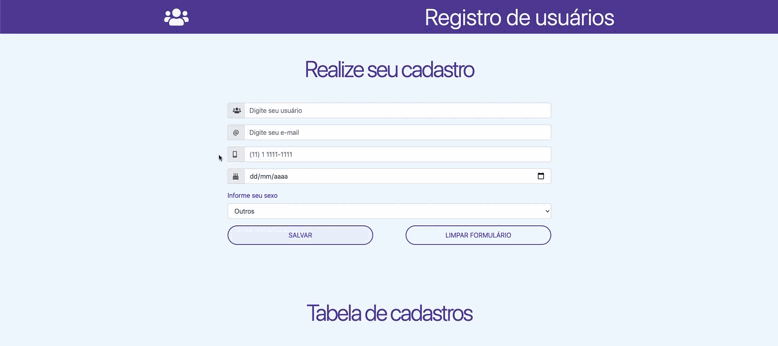 Registro de usuários
Realize seu cadastro
Digite seu usuário
@ Digite seu e-mail
(11) 1 1111-1111
dd/mm/aaaa
Informe seu sexo
Outros
SALVAR LIMPAR FORMULÁRIO
Tabela de cadastros